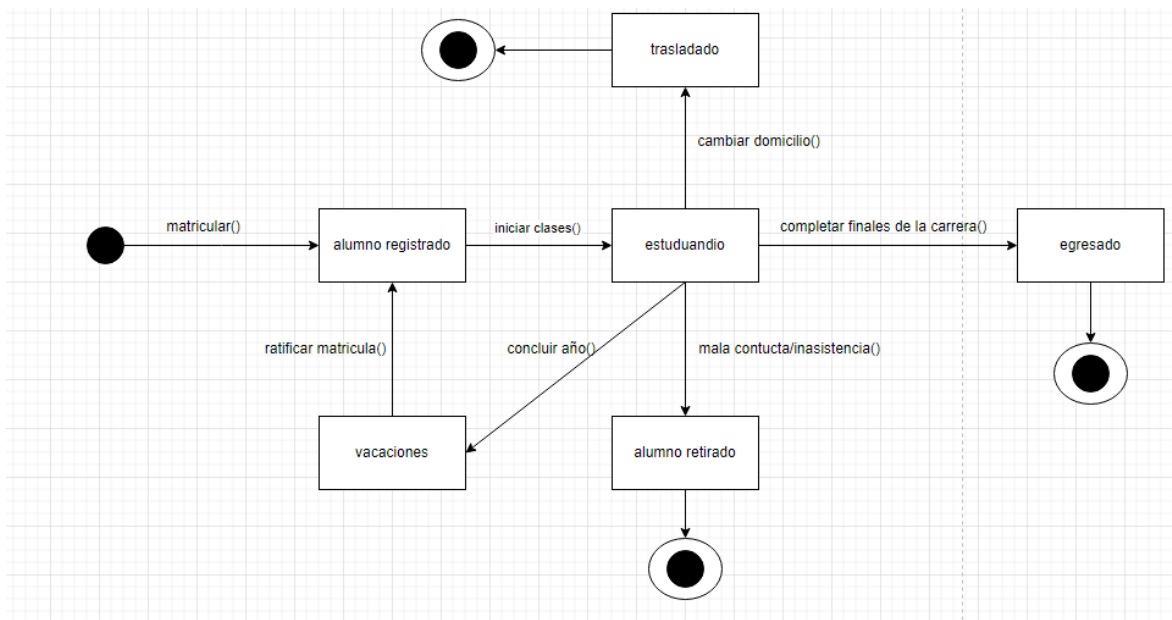 trasladado
cambiar domicilio()
matricular()
alumno registrado
iniciar clases()
estuduandio
completar finales de la carrera()
egresado
ratificar matricula()
concluir año()
mala contucta/inasistencia()
vacaciones
alumno retirado